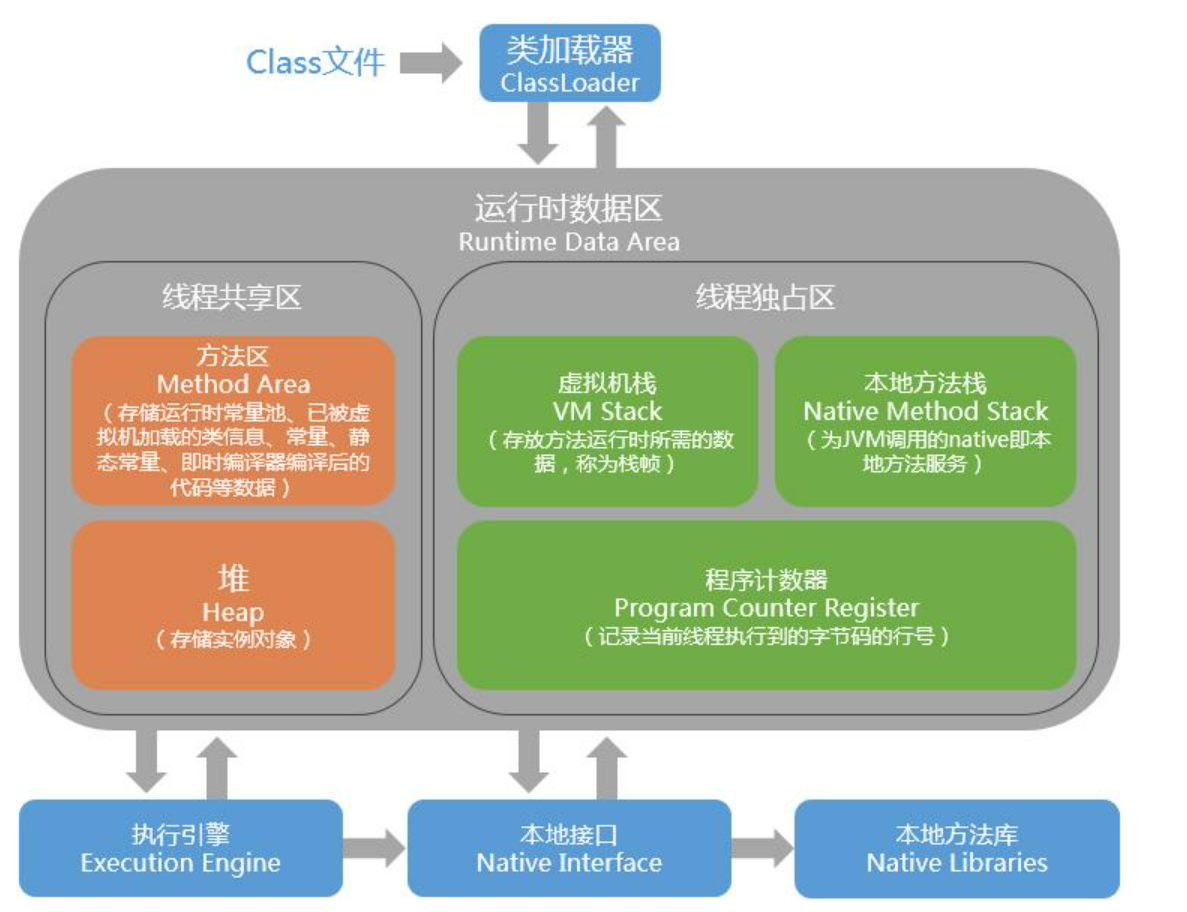 Class文件
类加载器
ClassLoader
运行时数据区
Runtime Data Area
线程共享区
方法区
Method Area
（存储运行时常量池、已被虚
拟机加载的类信息、常量、静
态常量、即时编译器编译后的
代码等数据）
堆
Heap
（存储实例对象）
线程独占区
虚拟机栈
VM Stack
（存放方法运行时所需的数
据，称为栈帧）
本地方法栈
Native Method Stack
（为JVM调用的native即本
地方法服务）
程序计数器
Program Counter Register
（记录当前线程执行到的字节码的行号）
执行引擎
Execution Engine
本地接口
Native Interface
本地方法库
Native Libraries